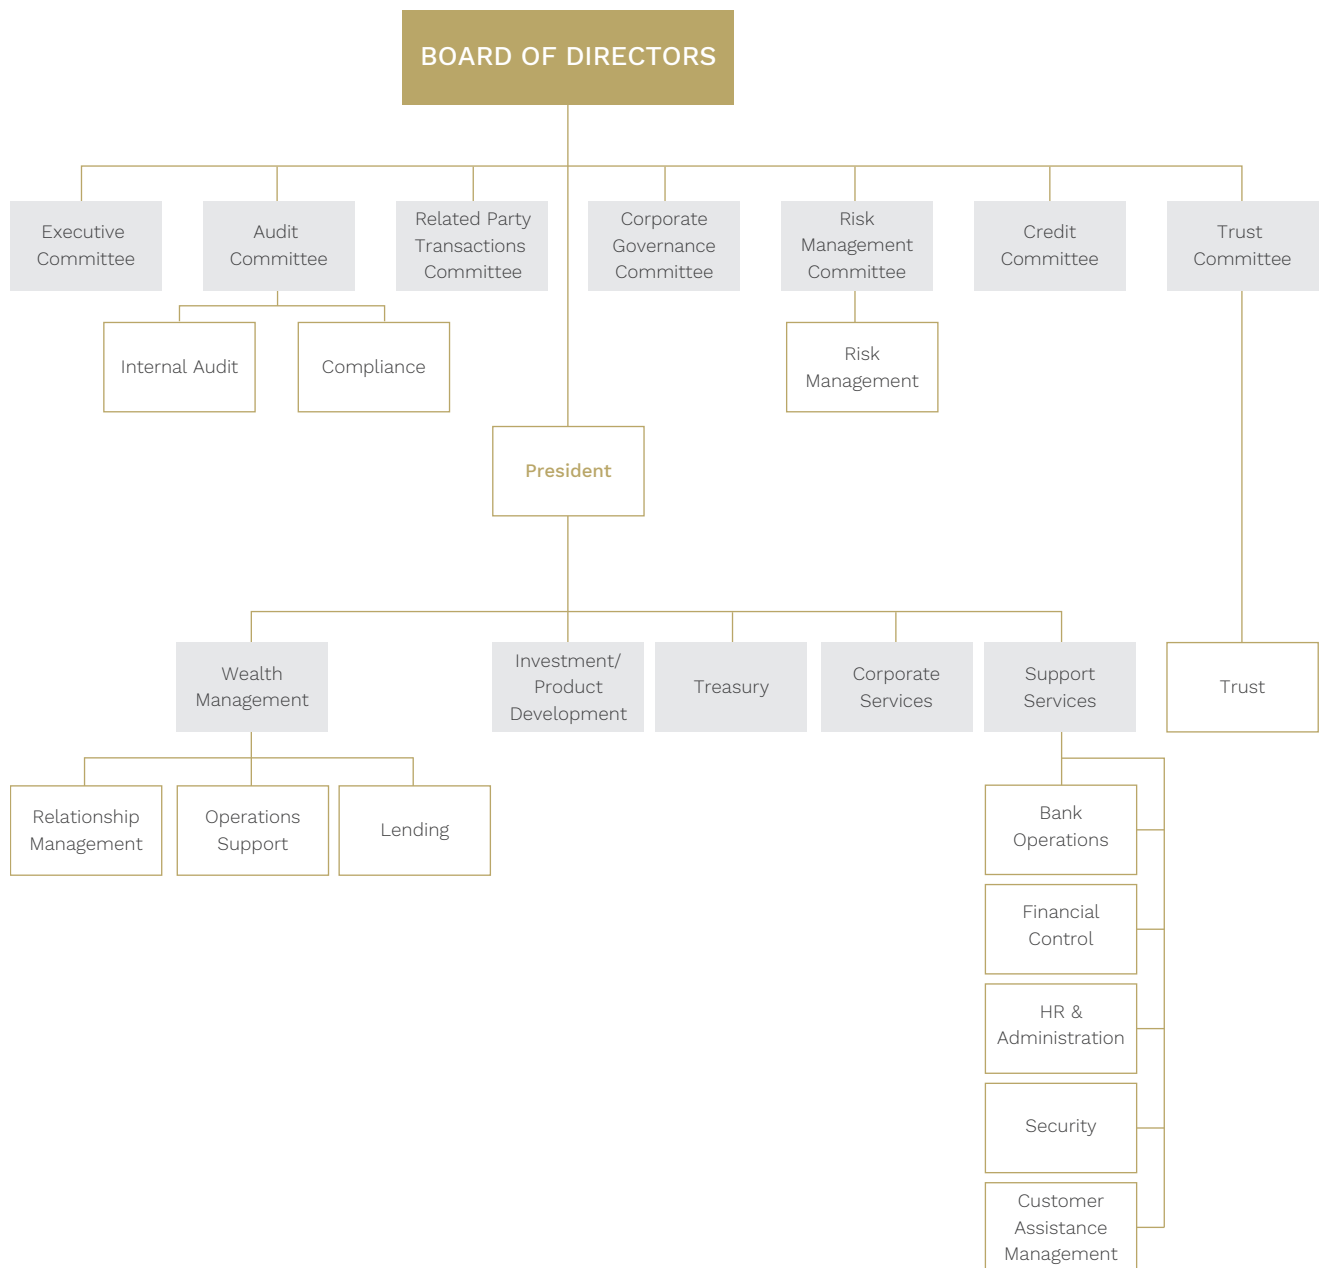 BOARD OF DIRECTORS
Executive
Committee
Audit
Committee
Related Party
Transactions
Committee
Corporate
Governance
Committee
Risk
Management
Committee
Credit
Committee
Trust
Committee
Internal Audit
Compliance
Risk
Management
President
Wealth
Management
Investment/
Product
Development
Treasury
Corporate
Services
Support
Services
Trust
Relationship
Management
Operations
Support
Lending
Bank
Operations
Financial
Control
HR &
Administration
Security
Customer
Assistance
Management